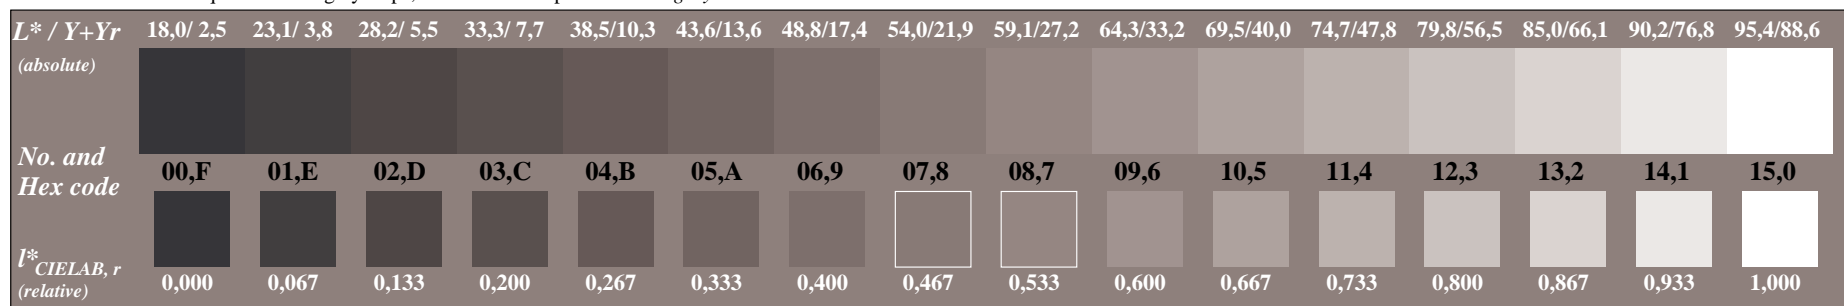 L* / Y+Yr 18,0/ 2,5 23,1/ 3,8 28,2/ 5,5 33,3/ 7,7 38,5/10,3 43,6/13,6 48,8/17,4 54,0/21,9 59,1/27,2 64,3/33,2 69,5/40,0 74,7/47,8 79,8/56,5 85,0/66,1 90,2/76,8 95,4/88,6
(absolute)
No. and
Hex code 00,F 01,E 02,D 03,C 04,B 05,A 06,9 07,8 08,7 09,6 10,5 11,4 12,3 13,2 14,1 15,0
l*CIELAB, r
(relative) 0,000 0,067 0,133 0,200 0,267 0,333 0,400 0,467 0,533 0,600 0,667 0,733 0,800 0,867 0,933 1,000